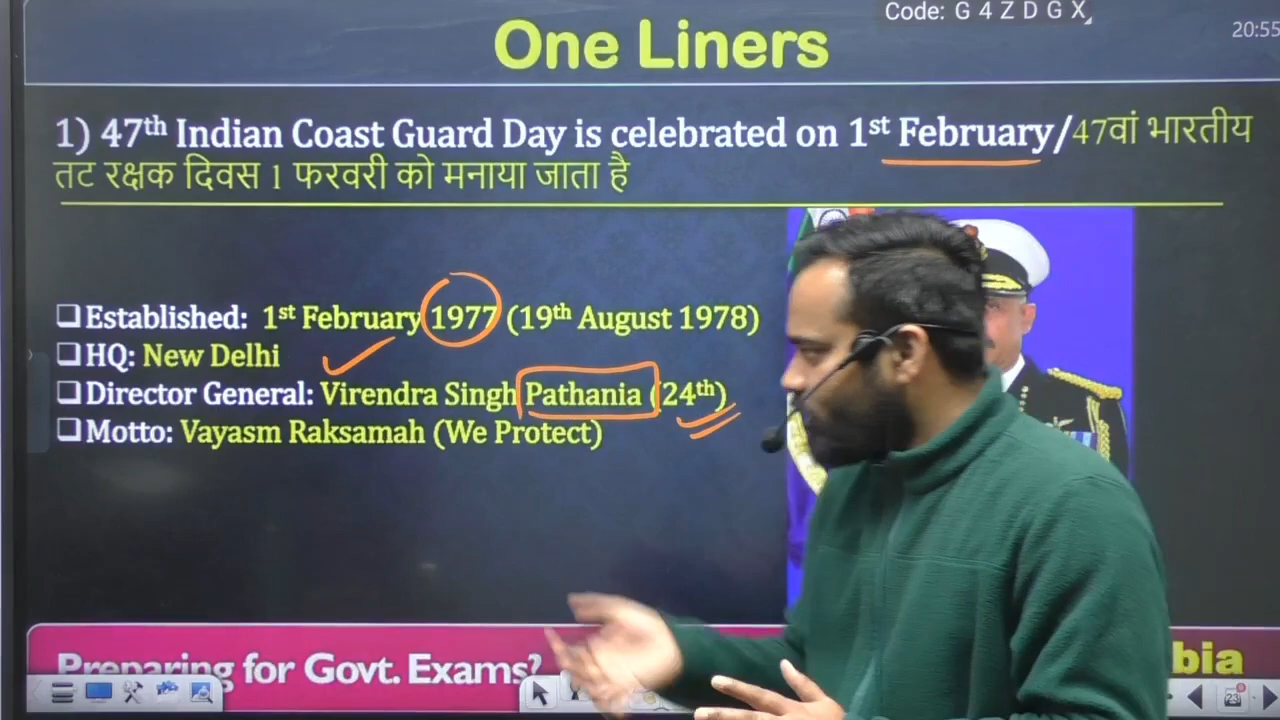 Code: G 4 Z D G X
20:55
One Liners
1) 47th Indian Coast Guard Day is celebrated on 1st February/47वां भारतीय
तट रक्षक दिवस 1 फरवरी को मनाया जाता है
Established: 1st February 1977 (19th August 1978)
HQ: New Delhi
Director General: Virendra Singh Pathania (24th)
Motto: Vayasm Raksamah (We Protect)
Preparing for Govt. Exams?
bia
23